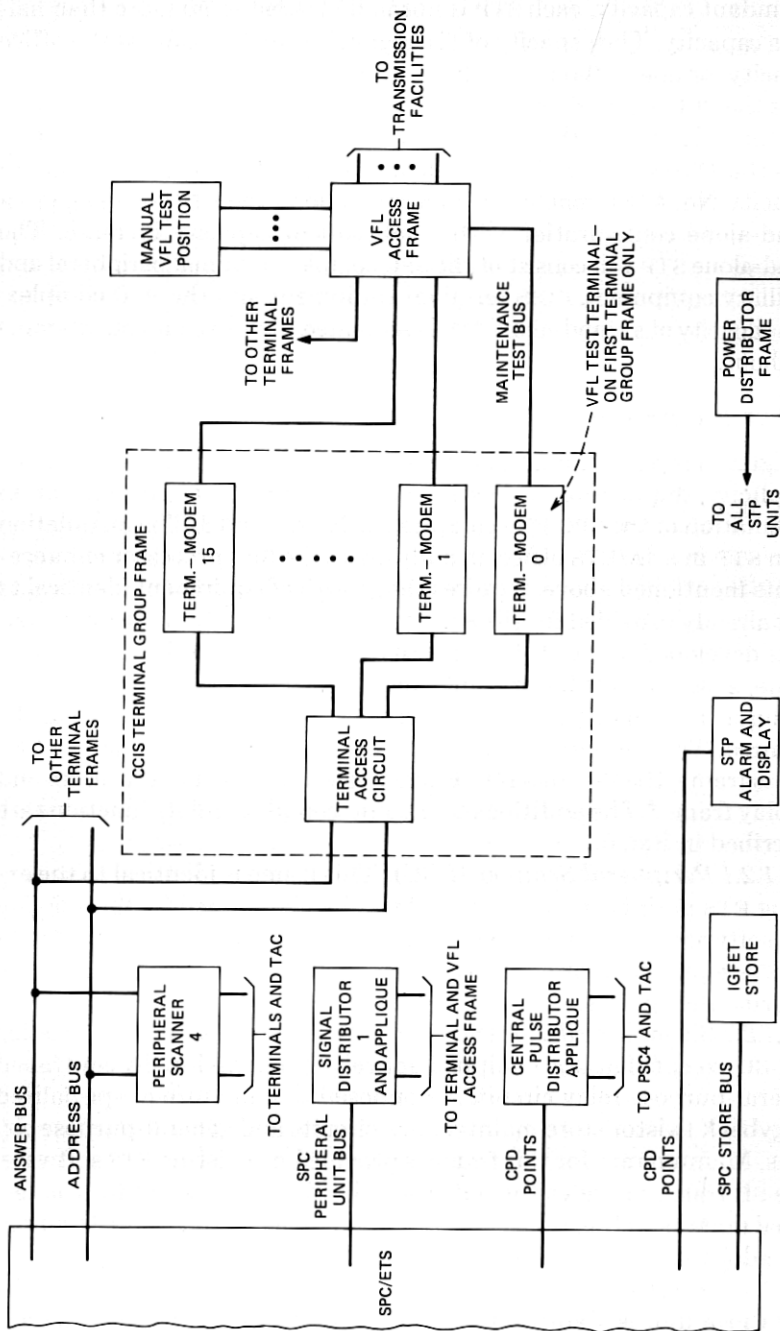 ANSWER BUS
ADDRESS BUS
TO
OTHER
TERMINAL
FRAMES
PERIPHERAL
SCANNER
4
TO TERMINALS AND TAC
SPC
PERIPHERAL
UNIT BUS
SIGNAL
DISTRIBUTOR
1
AND APPLIQUE
TO TERMINAL AND VFL
ACCESS FRAME
CPD
POINTS
CENTRAL
PULSE
DISTRIBUTOR
APPLIQUE
TO PSC4 AND TAC
CPD
POINTS
SPC STORE BUS
SPC/ETS
IGFET
STORE
STP
ALARM AND
DISPLAY
CCIS TERMINAL GROUP FRAME
TERMINAL
ACCESS
CIRCUIT
TERM. – MODEM
15
TERM. – MODEM
1
TERM. – MODEM
0
TO OTHER
TERMINAL
FRAMES
MANUAL
VFL TEST
POSITION
VFL
ACCESS
FRAME
TO
TRANSMISSION
FACILITIES
MAINTENANCE
TEST BUS
VFL TEST TERMINAL–
ON FIRST TERMINAL
GROUP FRAME ONLY
TO
ALL
STP
UNITS
POWER
DISTRIBUTOR
FRAME